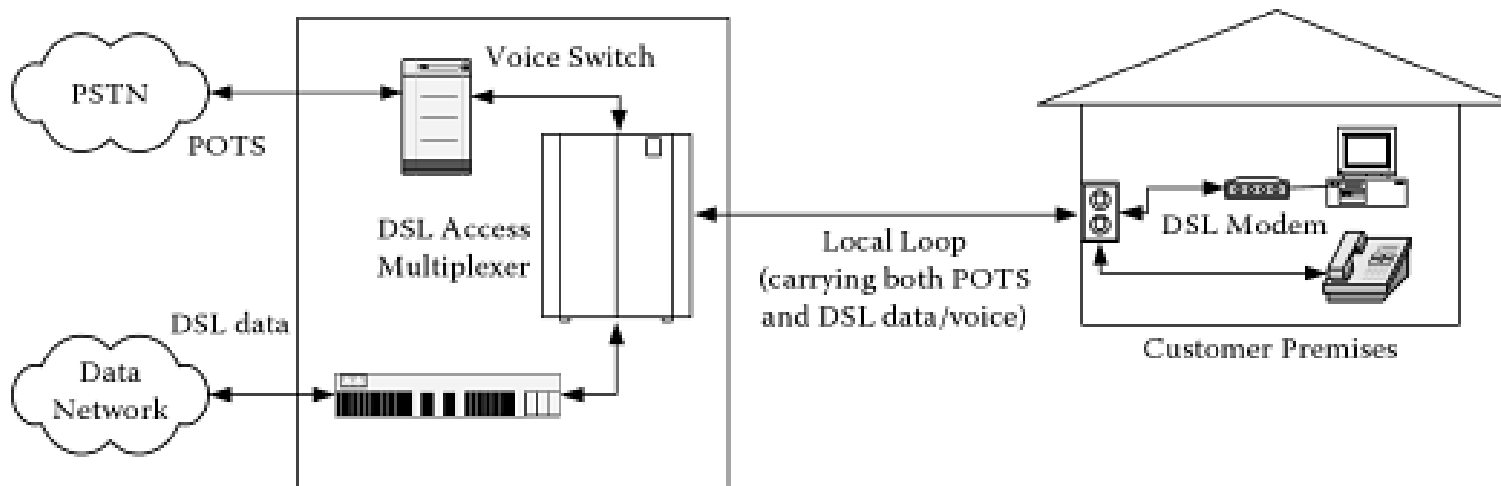 PSTN
POTS
Voice Switch
DSL Access
Multiplexer
DSL data
Data
Network
Local Loop
(carrying both POTS
and DSL data/voice)
DSL Modem
Customer Premises